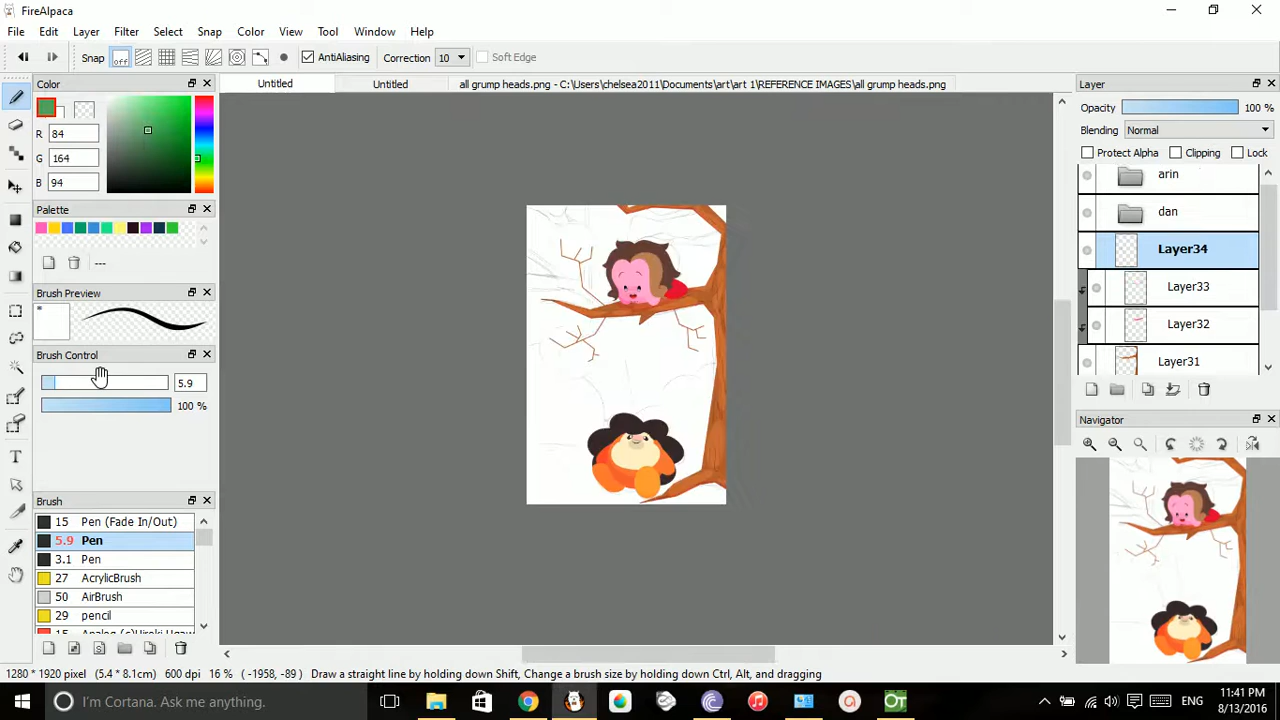 FireAlpaca
File Edit Layer Filter Select Snap Color View Tool Window Help
Snap off AntiAliasing Correction 10 Soft Edge
Color
R 84
G 164
B 94
Palette
---
Brush Preview
Brush Control
5.9
100 %
Brush
15 Pen (Fade In/Out)
5.9 Pen
3.1 Pen
27 AcrylicBrush
50 AirBrush
29 pencil
Untitled Untitled all grump heads.png - C:\Users\chelsea2011\Documents\art\art 1\REFERENCE IMAGES\all grump heads.png
Layer
Opacity 100 %
Blending Normal
Protect Alpha Clipping Lock
arin
dan
Layer34
Layer33
Layer32
Layer31
Navigator
1280 * 1920 pixel (5.4 * 8.1cm) 600 dpi 16 % (-1958, -89) Draw a straight line by holding down Shift, Change a brush size by holding down Ctrl, Alt, and dragging
I'm Cortana. Ask me anything.
ENG
11:41 PM
8/13/2016